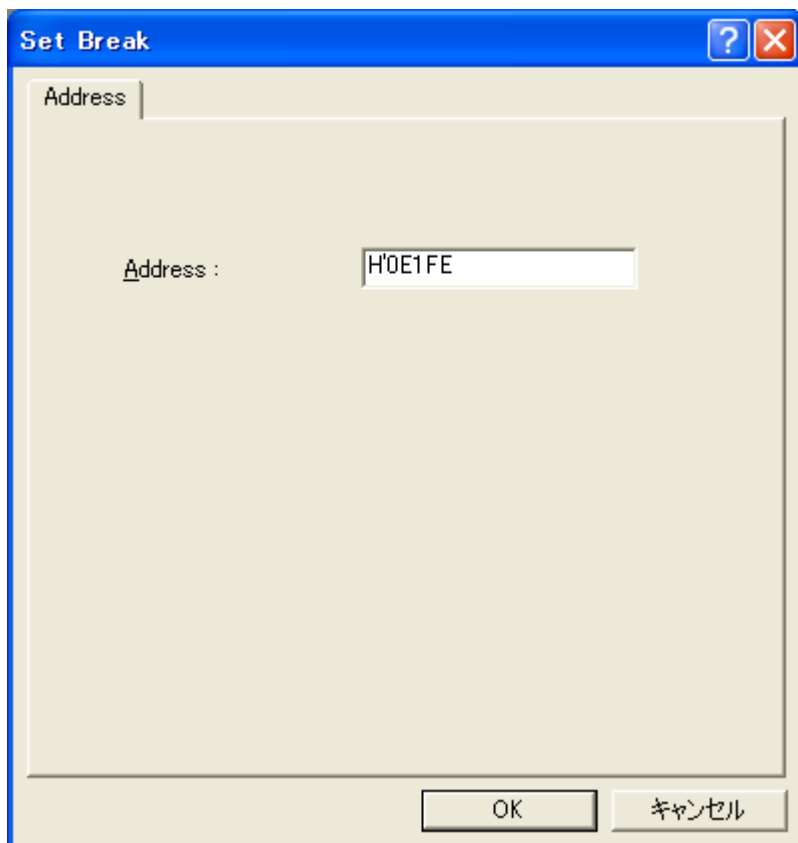 Set Break
Address
Address :
H'0E1FE
OK
キャンセル